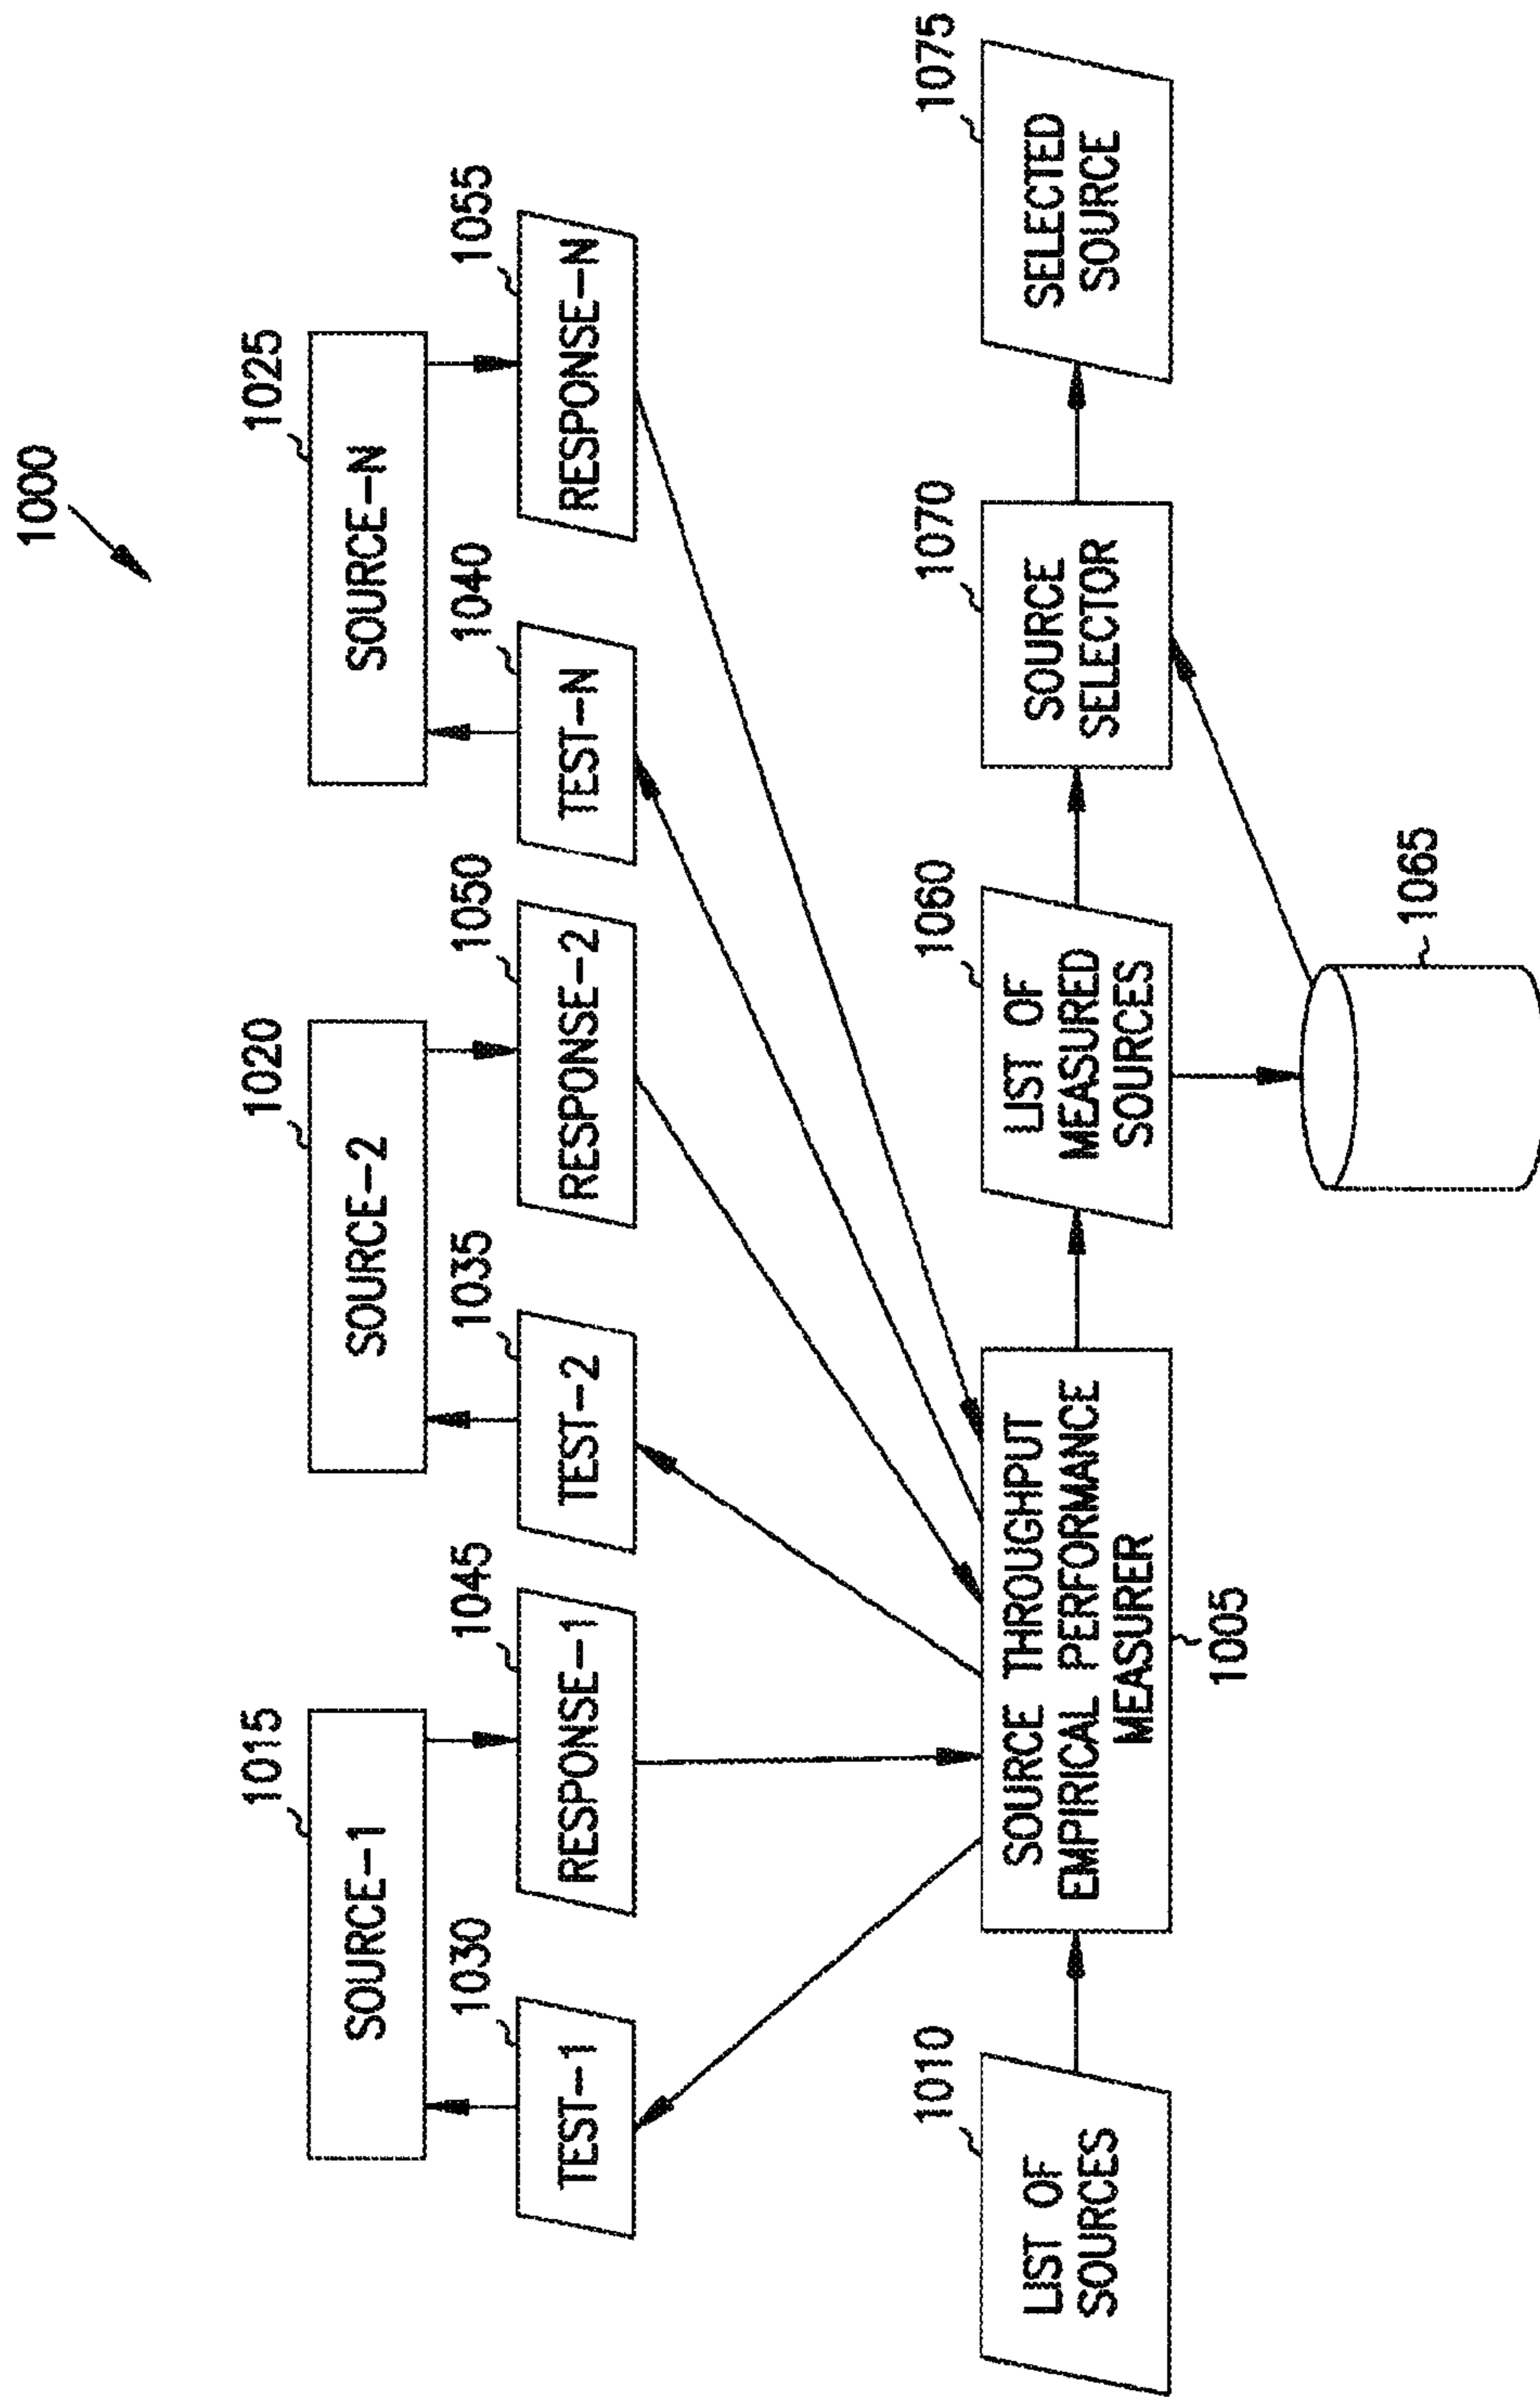 1000
1015
1020
1025
SOURCE-1
SOURCE-2
SOURCE-N
1030
1045
1035
1050
1040
1055
TEST-1
RESPONSE-1
TEST-2
RESPONSE-2
TEST-N
RESPONSE-N
1010
LIST OF
SOURCES
SOURCE THROUGHPUT
EMPIRICAL PERFORMANCE
MEASURER
1005
1060
LIST OF
MEASURED
SOURCES
1065
1070
SOURCE
SELECTOR
1075
SELECTED
SOURCE